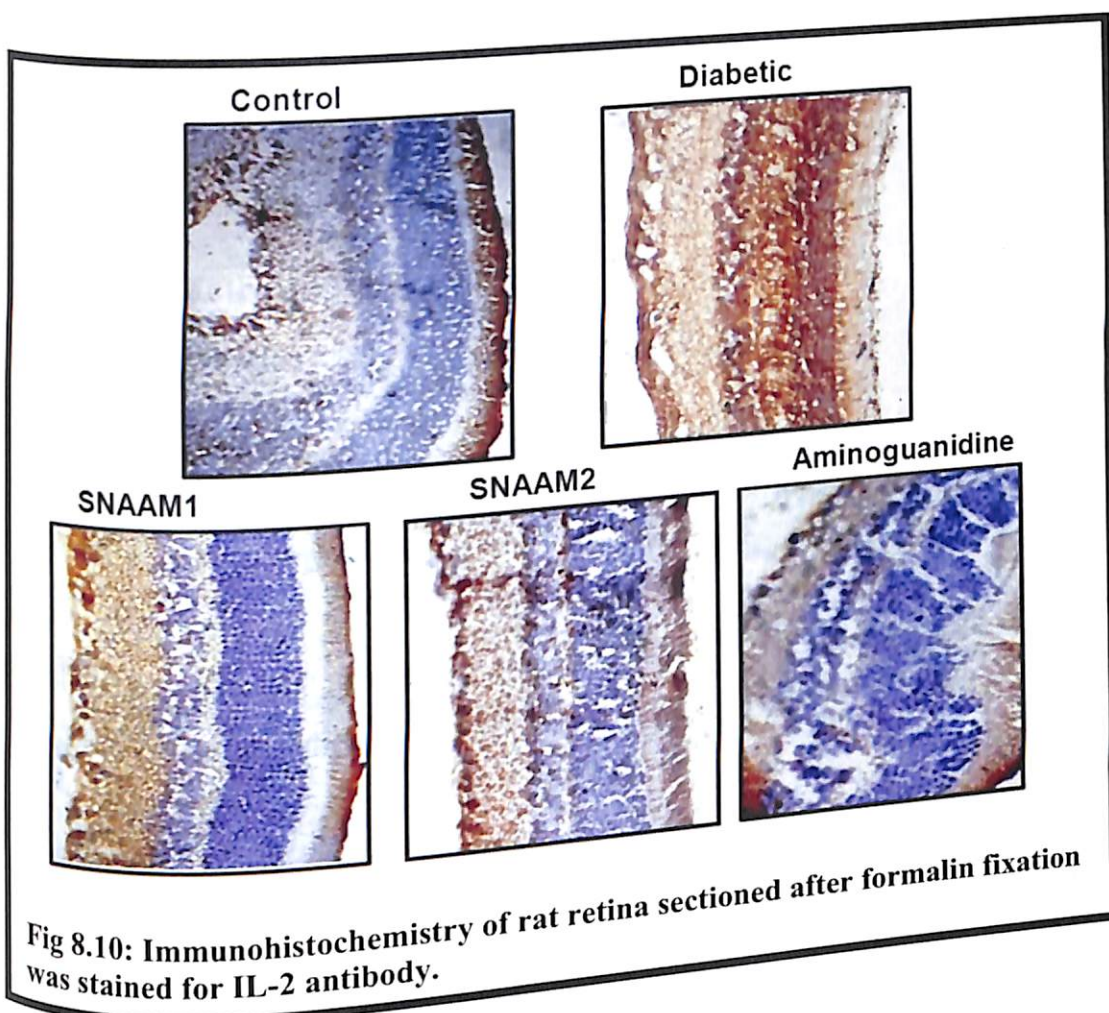 Control
Diabetic
SNAAM1
SNAAM2
Aminoguanidine
Fig 8.10: Immunohistochemistry of rat retina sectioned after formalin fixation
was stained for IL-2 antibody.